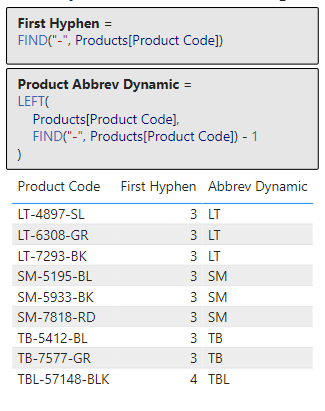 First Hyphen =
FIND("-", Products[Product Code])
Product Abbrev Dynamic =
LEFT(
Products[Product Code],
FIND("-", Products[Product Code]) - 1
)
Product Code First Hyphen Abbrev Dynamic
LT-4897-SL 3 LT
LT-6308-GR 3 LT
LT-7293-BK 3 LT
SM-5195-BL 3 SM
SM-5933-BK 3 SM
SM-7818-RD 3 SM
TB-5412-BL 3 TB
TB-7577-GR 3 TB
TBL-57148-BLK 4 TBL